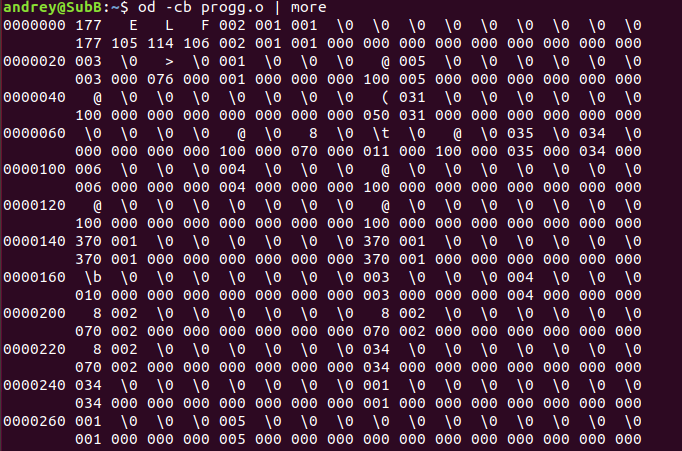 andrey@SubB:~$ od -cb progg.o | more
0000000 177 E L F 002 001 001 \0 \0 \0 \0 \0 \0 \0 \0 \0
177 105 114 106 002 001 001 000 000 000 000 000 000 000 000 000
0000020 003 \0 > \0 001 \0 \0 \0 @ 005 \0 \0 \0 \0 \0 \0
003 000 076 000 001 000 000 000 100 005 000 000 000 000 000 000
0000040 @ \0 \0 \0 \0 \0 \0 \0 ( 031 \0 \0 \0 \0 \0 \0
100 000 000 000 000 000 000 000 050 031 000 000 000 000 000 000
0000060 \0 \0 \0 \0 @ \0 8 \0 \t \0 @ \0 035 \0 034 \0
000 000 000 000 100 000 070 000 011 000 100 000 035 000 034 000
0000100 006 \0 \0 \0 004 \0 \0 \0 @ \0 \0 \0 \0 \0 \0 \0
006 000 000 000 004 000 000 000 100 000 000 000 000 000 000 000
0000120 @ \0 \0 \0 \0 \0 \0 \0 @ \0 \0 \0 \0 \0 \0 \0
100 000 000 000 000 000 000 000 100 000 000 000 000 000 000 000
0000140 370 001 \0 \0 \0 \0 \0 \0 370 001 \0 \0 \0 \0 \0 \0
370 001 000 000 000 000 000 000 370 001 000 000 000 000 000 000
0000160 \b \0 \0 \0 \0 \0 \0 \0 003 \0 \0 \0 004 \0 \0 \0
010 000 000 000 000 000 000 000 003 000 000 000 004 000 000 000
0000200 8 002 \0 \0 \0 \0 \0 \0 8 002 \0 \0 \0 \0 \0 \0
070 002 000 000 000 000 000 000 070 002 000 000 000 000 000 000
0000220 8 002 \0 \0 \0 \0 \0 \0 034 \0 \0 \0 \0 \0 \0 \0
070 002 000 000 000 000 000 000 034 000 000 000 000 000 000 000
0000240 034 \0 \0 \0 \0 \0 \0 \0 001 \0 \0 \0 \0 \0 \0 \0
034 000 000 000 000 000 000 000 001 000 000 000 000 000 000 000
0000260 001 \0 \0 \0 005 \0 \0 \0 \0 \0 \0 \0 \0 \0 \0 \0
001 000 000 000 005 000 000 000 000 000 000 000 000 000 000 000